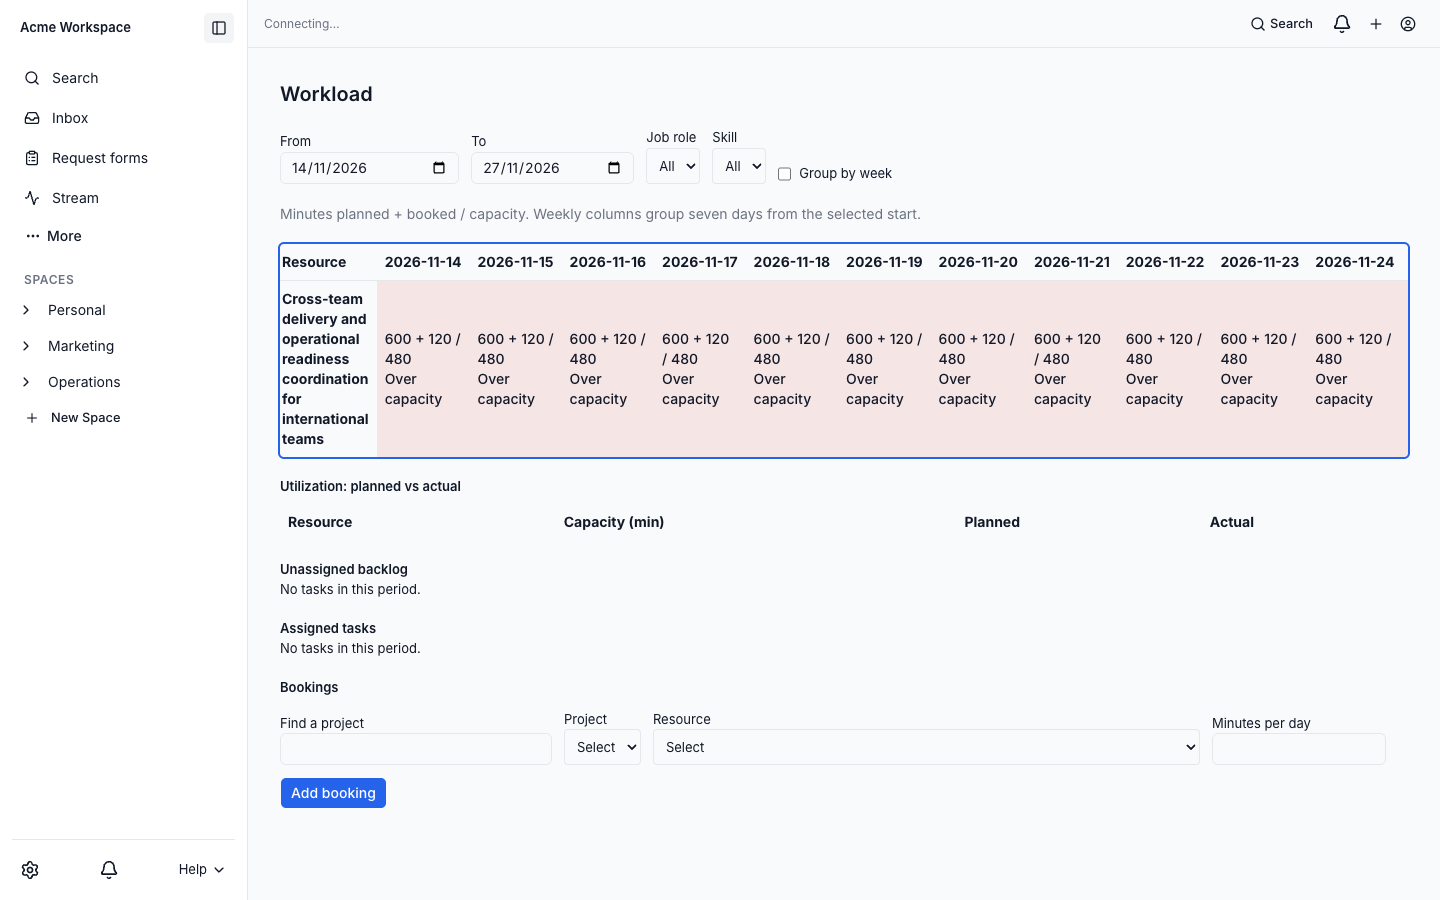 Acme Workspace
Connecting...
Search
Search
Inbox
Request forms
Stream
More
SPACES
Personal
Marketing
Operations
New Space
Help
Workload
From
To
Job role
Skill
14/11/2026
27/11/2026
All
All
Group by week
Minutes planned + booked / capacity. Weekly columns group seven days from the selected start.
Resource 2026-11-14 2026-11-15 2026-11-16 2026-11-17 2026-11-18 2026-11-19 2026-11-20 2026-11-21 2026-11-22 2026-11-23 2026-11-24
Cross-team
delivery and
operational
readiness
coordination
for
international
teams
600 + 120 / 600 + 120 / 600 + 120 / 600 + 120 600 + 120 / 600 + 120 / 600 + 120 / 600 + 120 600 + 120 / 600 + 120 / 600 + 120 /
480 480 480 / 480 480 480 480 / 480 480 480 480
Over Over Over Over Over Over Over Over Over Over Over
capacity capacity capacity capacity capacity capacity capacity capacity capacity capacity capacity
Utilization: planned vs actual
Resource Capacity (min) Planned Actual
Unassigned backlog
No tasks in this period.
Assigned tasks
No tasks in this period.
Bookings
Find a project
Project
Resource
Minutes per day
Select
Select
Add booking